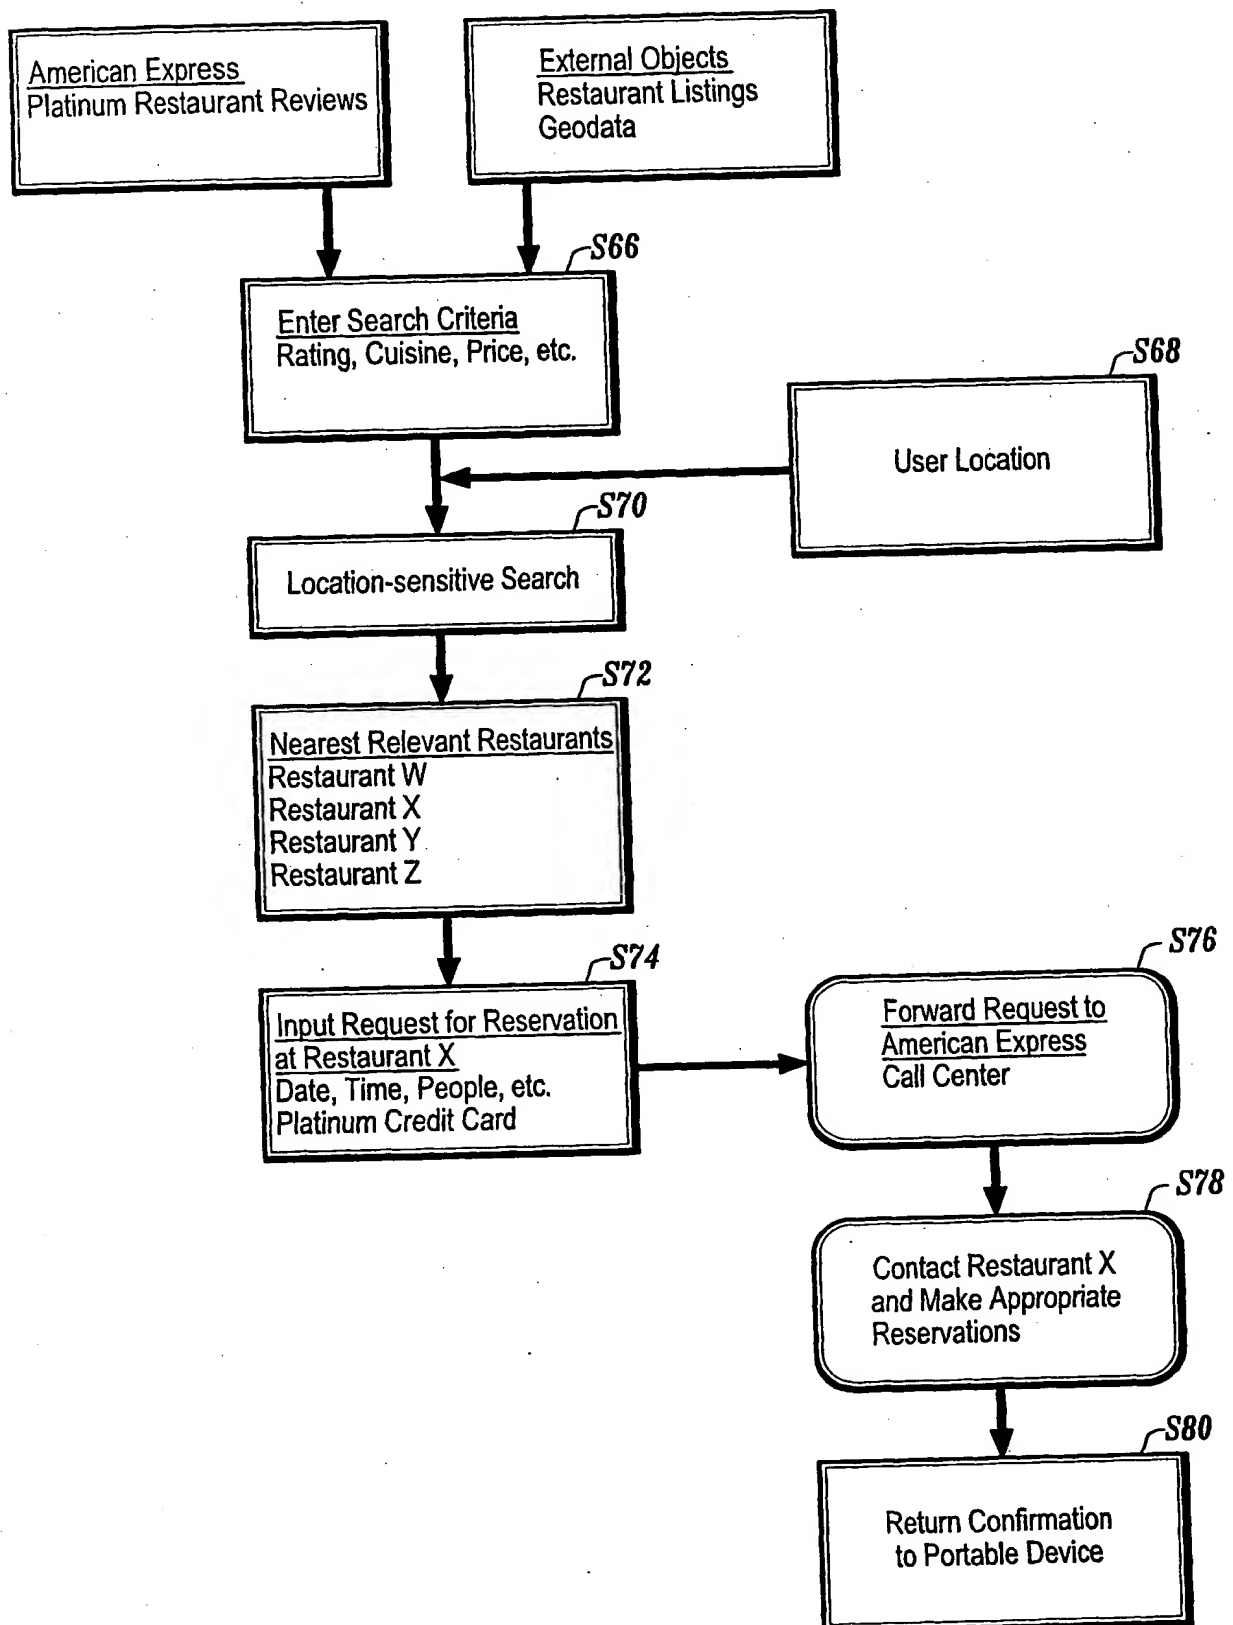 American Express
Platinum Restaurant Reviews
External Objects
Restaurant Listings
Geodata
S66
Enter Search Criteria
Rating, Cuisine, Price, etc.
S68
User Location
S70
Location-sensitive Search
S72
Nearest Relevant Restaurants
Restaurant W
Restaurant X
Restaurant Y
Restaurant Z
S74
Input Request for Reservation
at Restaurant X
Date, Time, People, etc.
Platinum Credit Card
S76
Forward Request to
American Express
Call Center
S78
Contact Restaurant X
and Make Appropriate
Reservations
S80
Return Confirmation
to Portable Device